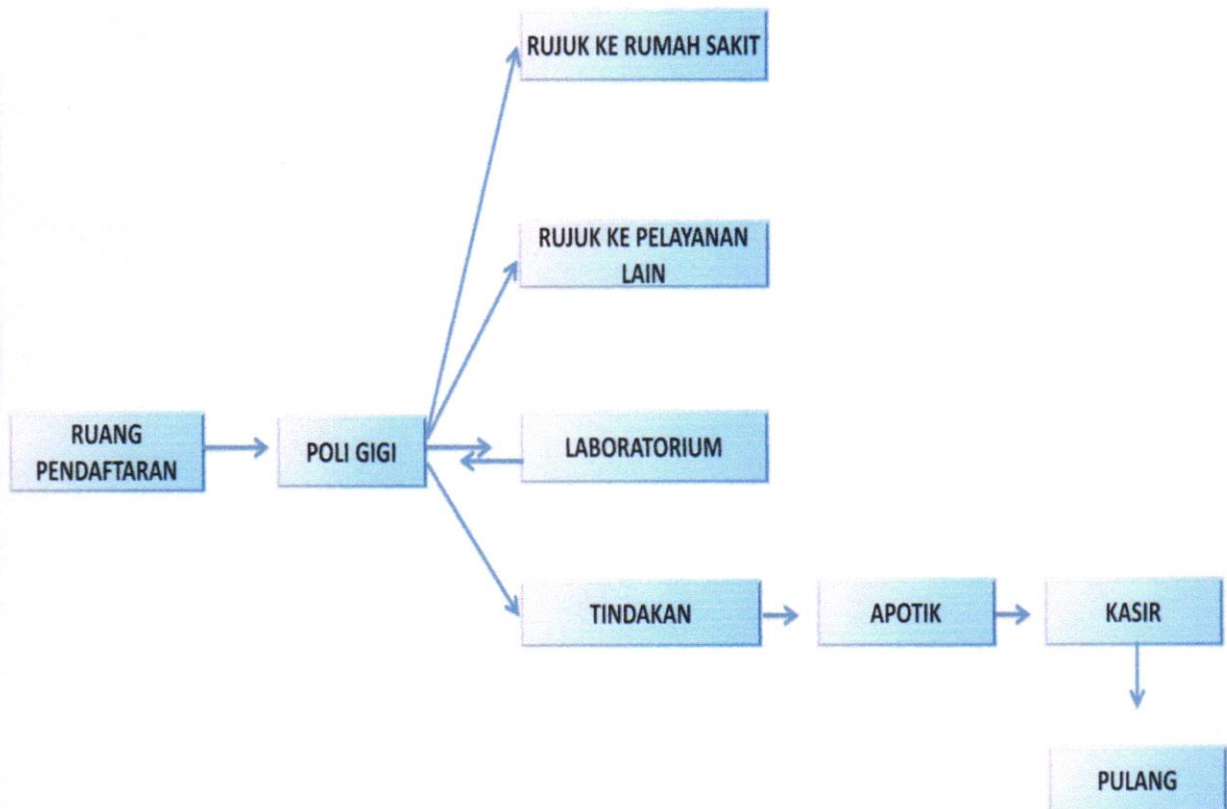 RUJUK KE RUMAH SAKIT
RUJUK KE PELAYANAN
LAIN
RUANG
PENDAFTARAN
POLI GIGI
LABORATORIUM
TINDAKAN
APOTIK
KASIR
PULANG